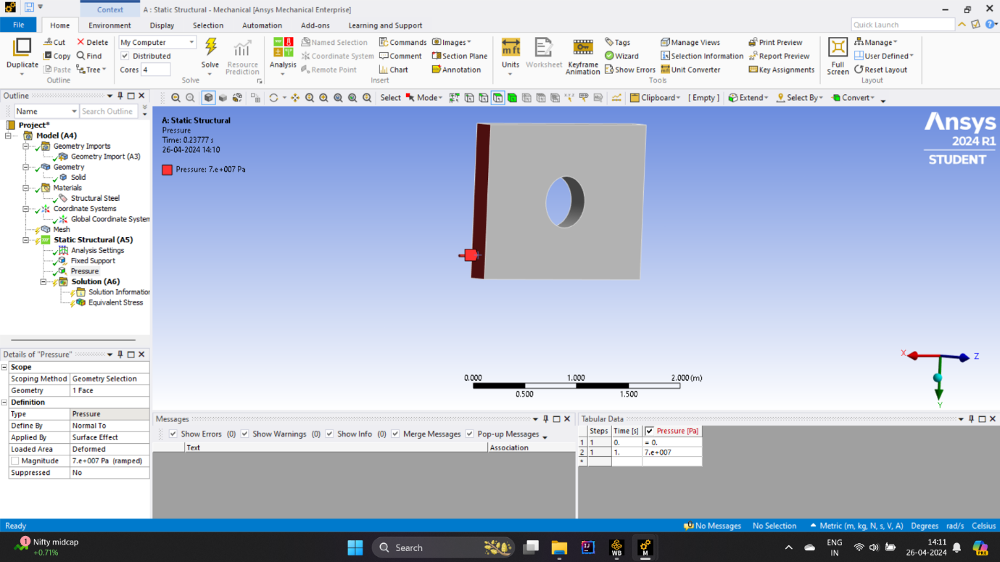 Context
A : Static Structural - Mechanical [Ansys Mechanical Enterprise]
File Home Environment Display Selection Automation Add-ons Learning and Support
Quick Launch
Duplicate
Cut Delete
Copy Find
Paste Tree
Outline
My Computer
Distributed
Cores 4
Solve
Resource Prediction
Solve
Analysis
Named Selection Commands Images
Coordinate System Comment Section Plane
Remote Point Chart Annotation
Insert
Units Worksheet Keyframe Animation
Tags Manage Views Print Preview
Wizard Selection Information Report Preview
Show Errors Unit Converter Key Assignments
Tools
Full Screen
Manage
User Defined
Reset Layout
Layout
Outline
Name Search Outline
Select Mode Clipboard [ Empty ] Extend Select By Convert
Project*
Model (A4)
Geometry Imports
Geometry Import (A3)
Geometry
Solid
Materials
Structural Steel
Coordinate Systems
Global Coordinate System
Mesh
Static Structural (A5)
Analysis Settings
Fixed Support
Pressure
Solution (A6)
Solution Information
Equivalent Stress
A: Static Structural
Pressure
Time: 0.23777 s
26-04-2024 14:10
Pressure: 7.e+007 Pa
Ansys
2024 R1
STUDENT
0.000 1.000 2.000 (m)
0.500 1.500
X Z
Y
Details of "Pressure"
Scope
Scoping Method Geometry Selection
Geometry 1 Face
Definition
Type Pressure
Define By Normal To
Applied By Surface Effect
Loaded Area Deformed
Magnitude 7.e+007 Pa (ramped)
Suppressed No
Messages
Show Errors (0) Show Warnings (0) Show Info (0) Merge Messages Pop-up Messages
Text Association
Tabular Data
Steps Time [s] Pressure [Pa]
1 1 0. = 0.
2 1 1. 7.e+007
*
Ready
No Messages No Selection Metric (m, kg, N, s, V, A) Degrees rad/s Celsius
1 Nifty midcap
+0.71%
Search
WB
M
ENG
IN
14:11
26-04-2024
PRE